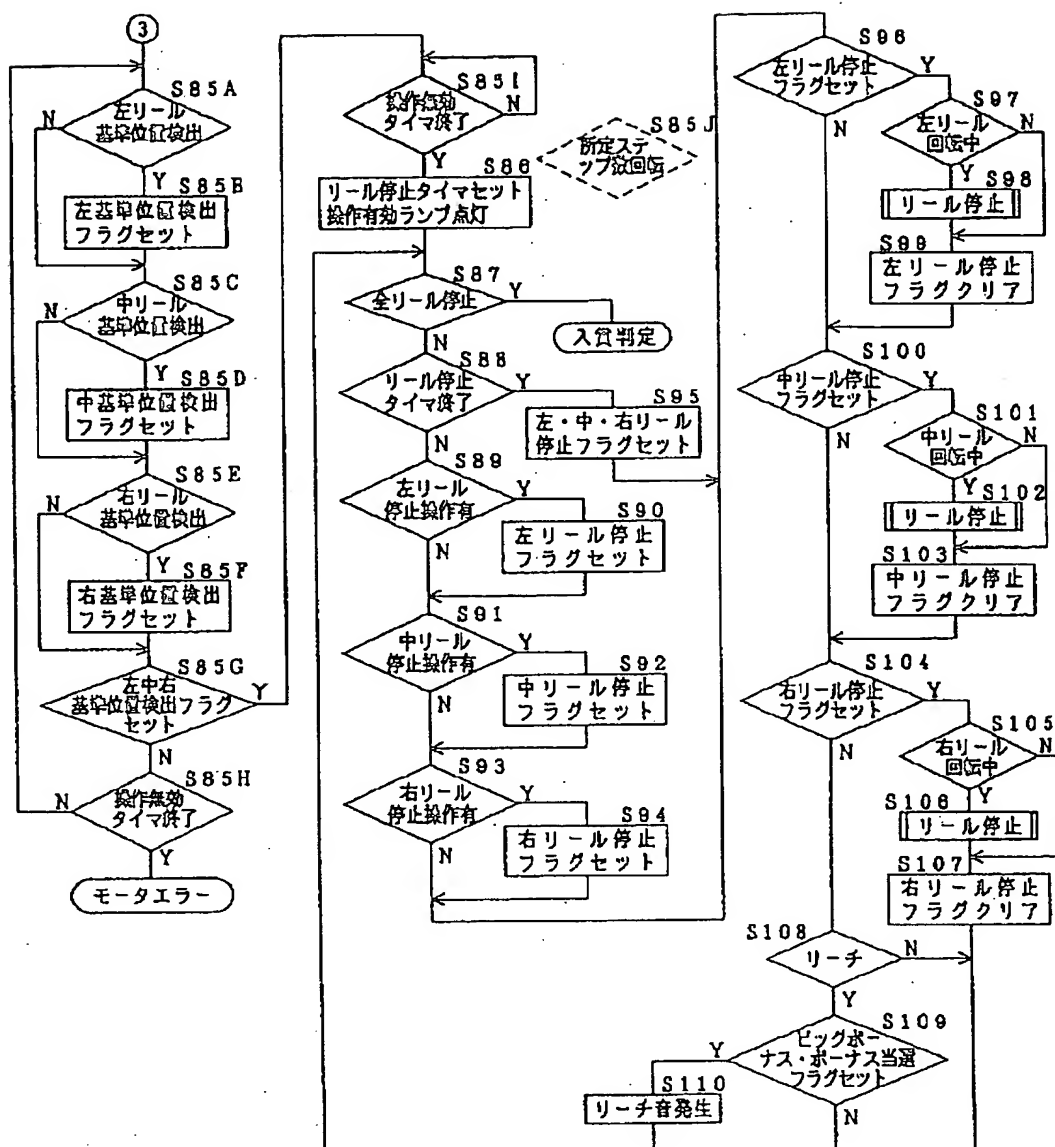 3
S85A
左リール
基準位置検出
N
Y
S85B
左基準位置検出
フラグセット
S85C
中リール
基準位置検出
N
Y
S85D
中基準位置検出
フラグセット
S85E
右リール
基準位置検出
N
Y
S85F
右基準位置検出
フラグセット
S85G
左中右
基準位置検出フラグ
セット
Y
N
S85H
操作無効
タイマ終了
N
Y
モータエラー
S85I
操作無効
タイマ終了
N
Y
S85J
所定ステ
ップ数回転
S86
リール停止タイマセット
操作有効ランプ点灯
S87
全リール停止
Y
N
入賞判定
S88
リール停止
タイマ終了
Y
N
S95
左・中・右リール
停止フラグセット
S89
左リール
停止操作有
Y
N
S90
左リール停止
フラグセット
S91
中リール
停止操作有
Y
N
S92
中リール停止
フラグセット
S93
右リール
停止操作有
Y
N
S94
右リール停止
フラグセット
S96
左リール停止
フラグセット
Y
N
S97
左リール
回転中
N
Y
S98
リール停止
S99
左リール停止
フラグクリア
S100
中リール停止
フラグセット
Y
N
S101
中リール
回転中
N
Y
S102
リール停止
S103
中リール停止
フラグクリア
S104
右リール停止
フラグセット
Y
N
S105
右リール
回転中
N
Y
S106
リール停止
S107
右リール停止
フラグクリア
S108
リーチ
N
Y
S109
ビッグボー
ナス・ボーナス当選
フラグセット
Y
N
S110
リーチ音発生